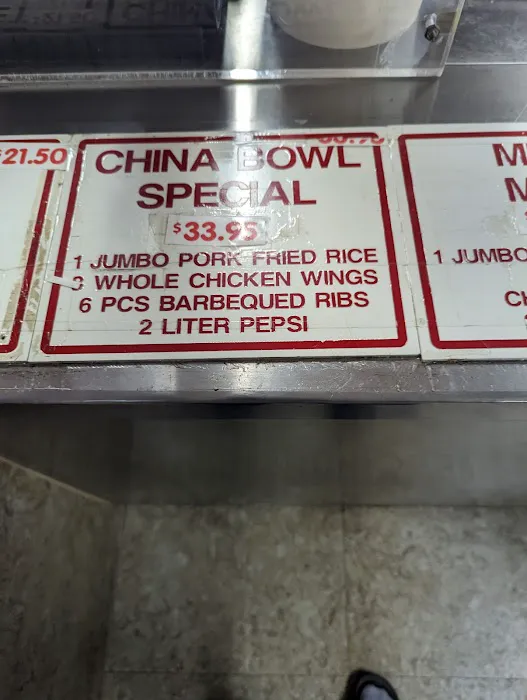 $21.50
CHINA BOWL
SPECIAL
$33.95
1 JUMBO PORK FRIED RICE
WHOLE CHICKEN WINGS
6 PCS BARBEQUED RIBS
2 LITER PEPSI
1 JUMBO